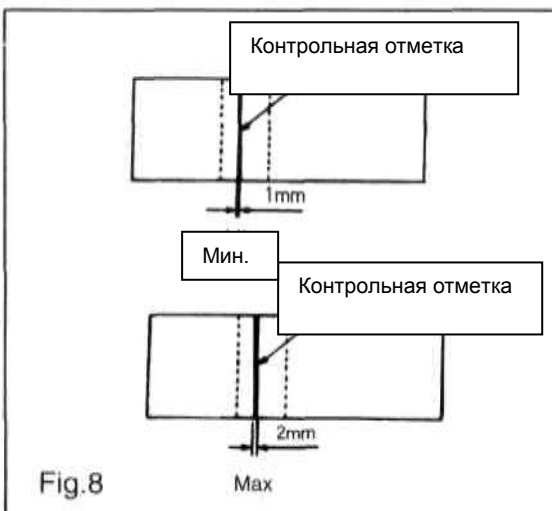 Контрольная отметка
1mm
Мин.
Контрольная отметка
2mm
Fig.8 Max